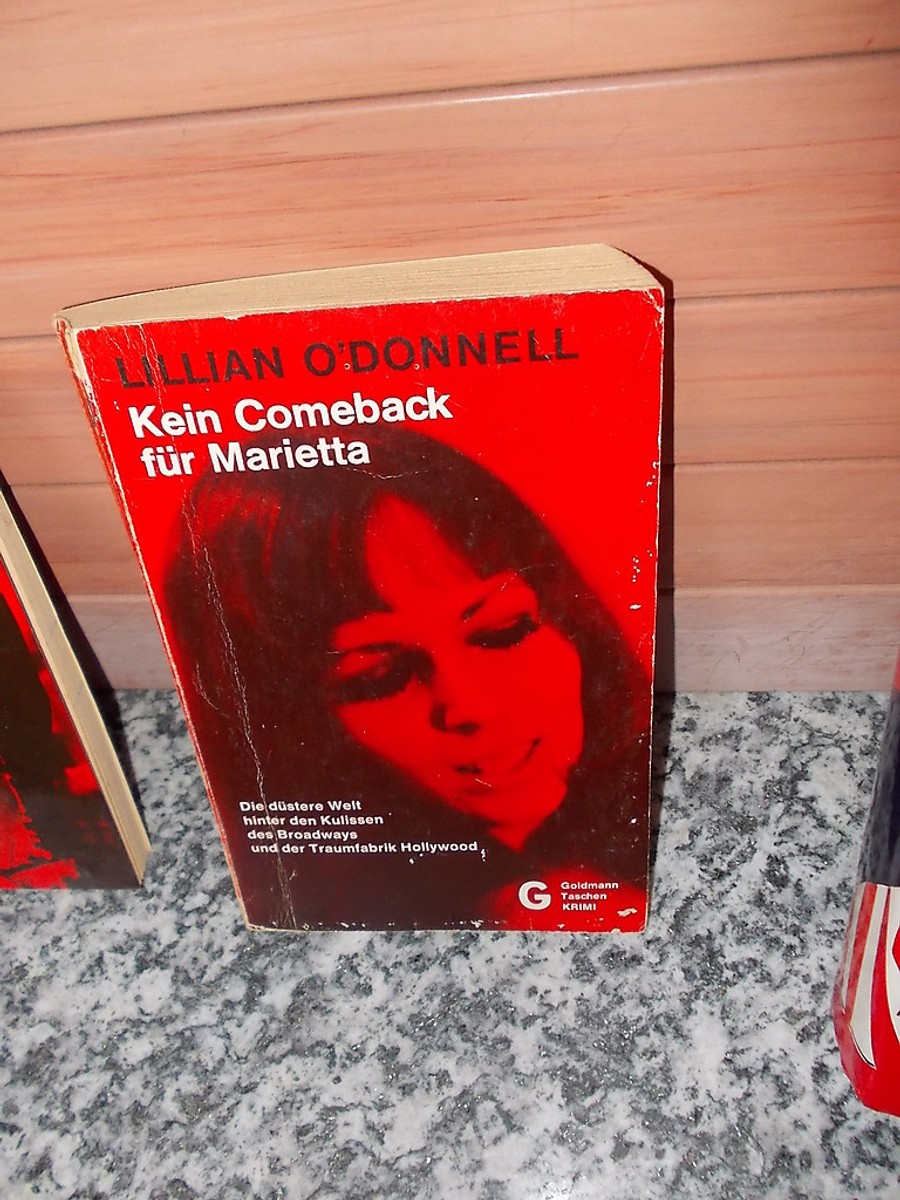 LILLIAN O'DONNELL
Kein Comeback
für Marietta
Die düstere Welt
hinter den Kulissen
des Broadways
und der Traumfabrik Hollywood
G
Goldmann
Taschen
KRIMI